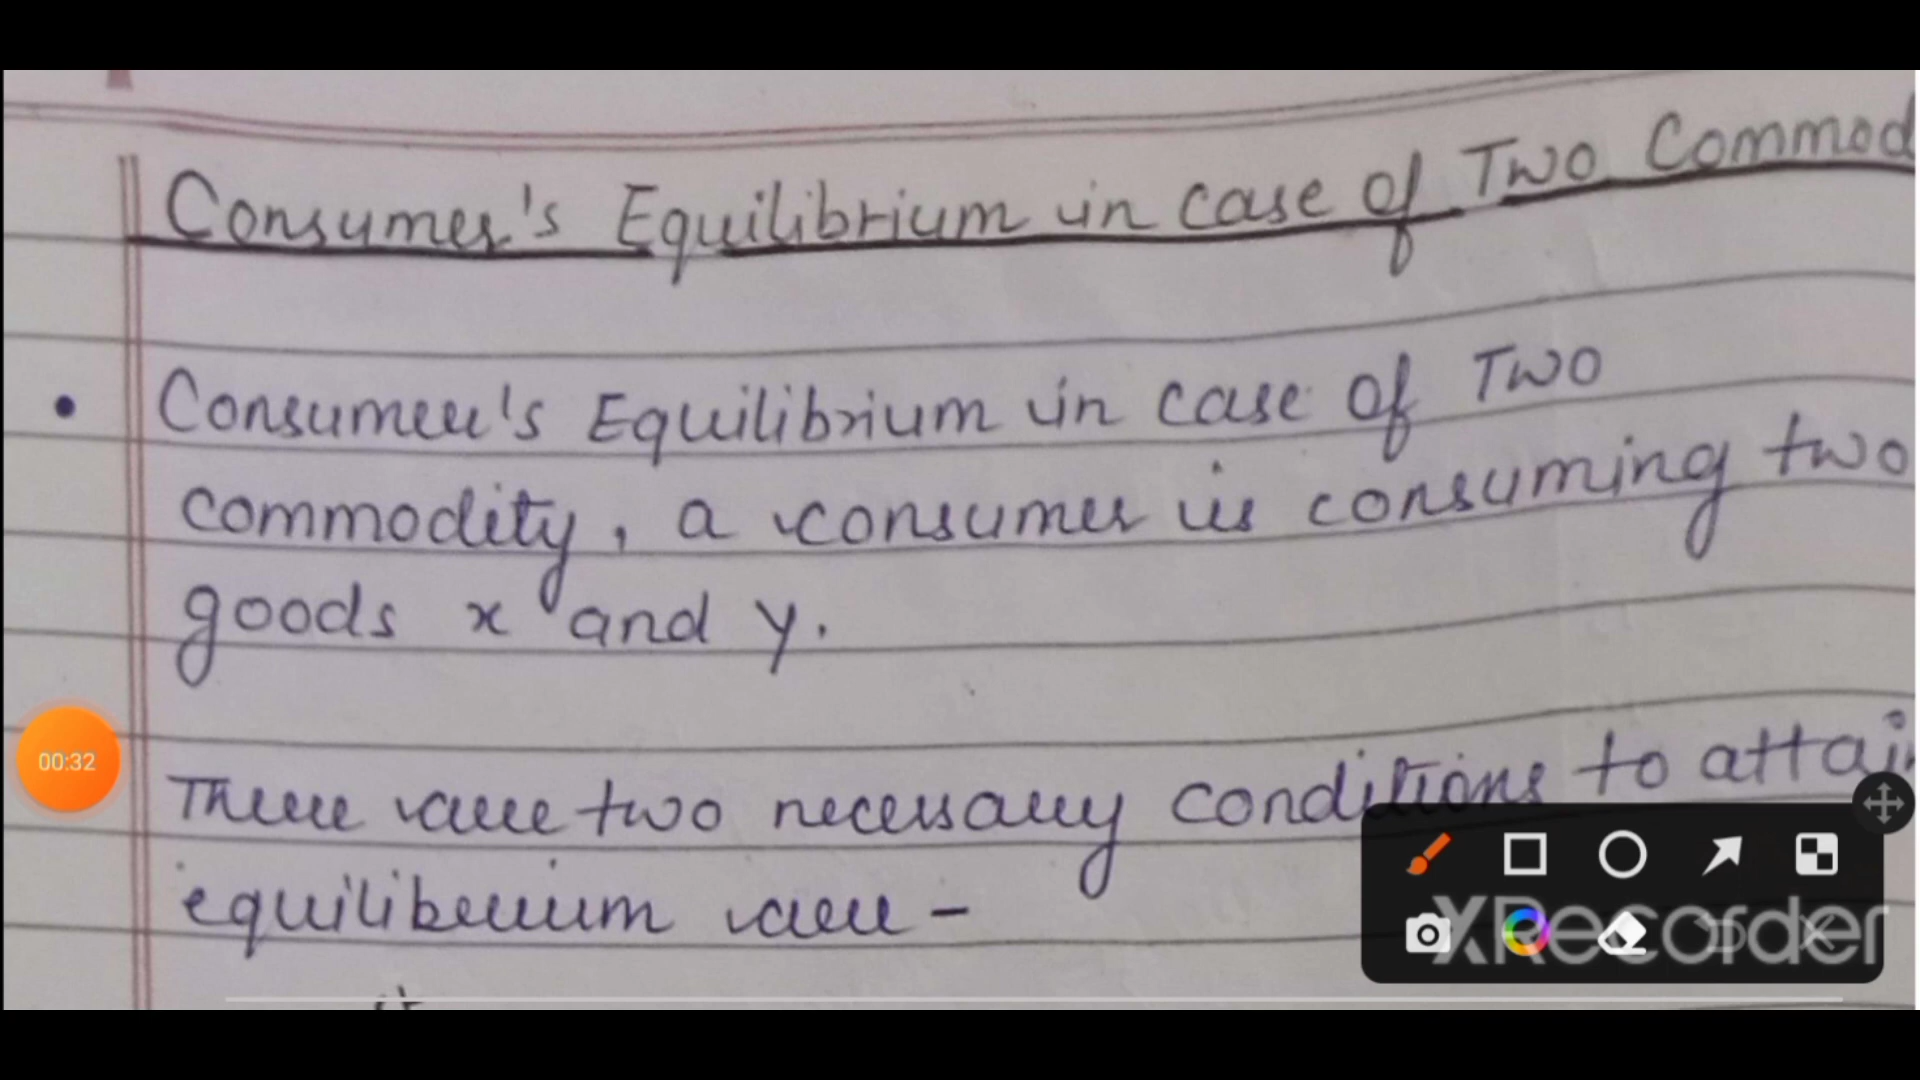 Consumer's Equilibrium in case of Two Commod
• Consumer's Equilibrium in case of Two
commodity, a consumer is consuming two
goods x and y.
There are two necessary conditions to attain
equilibrium are -
00:32
XRecorder